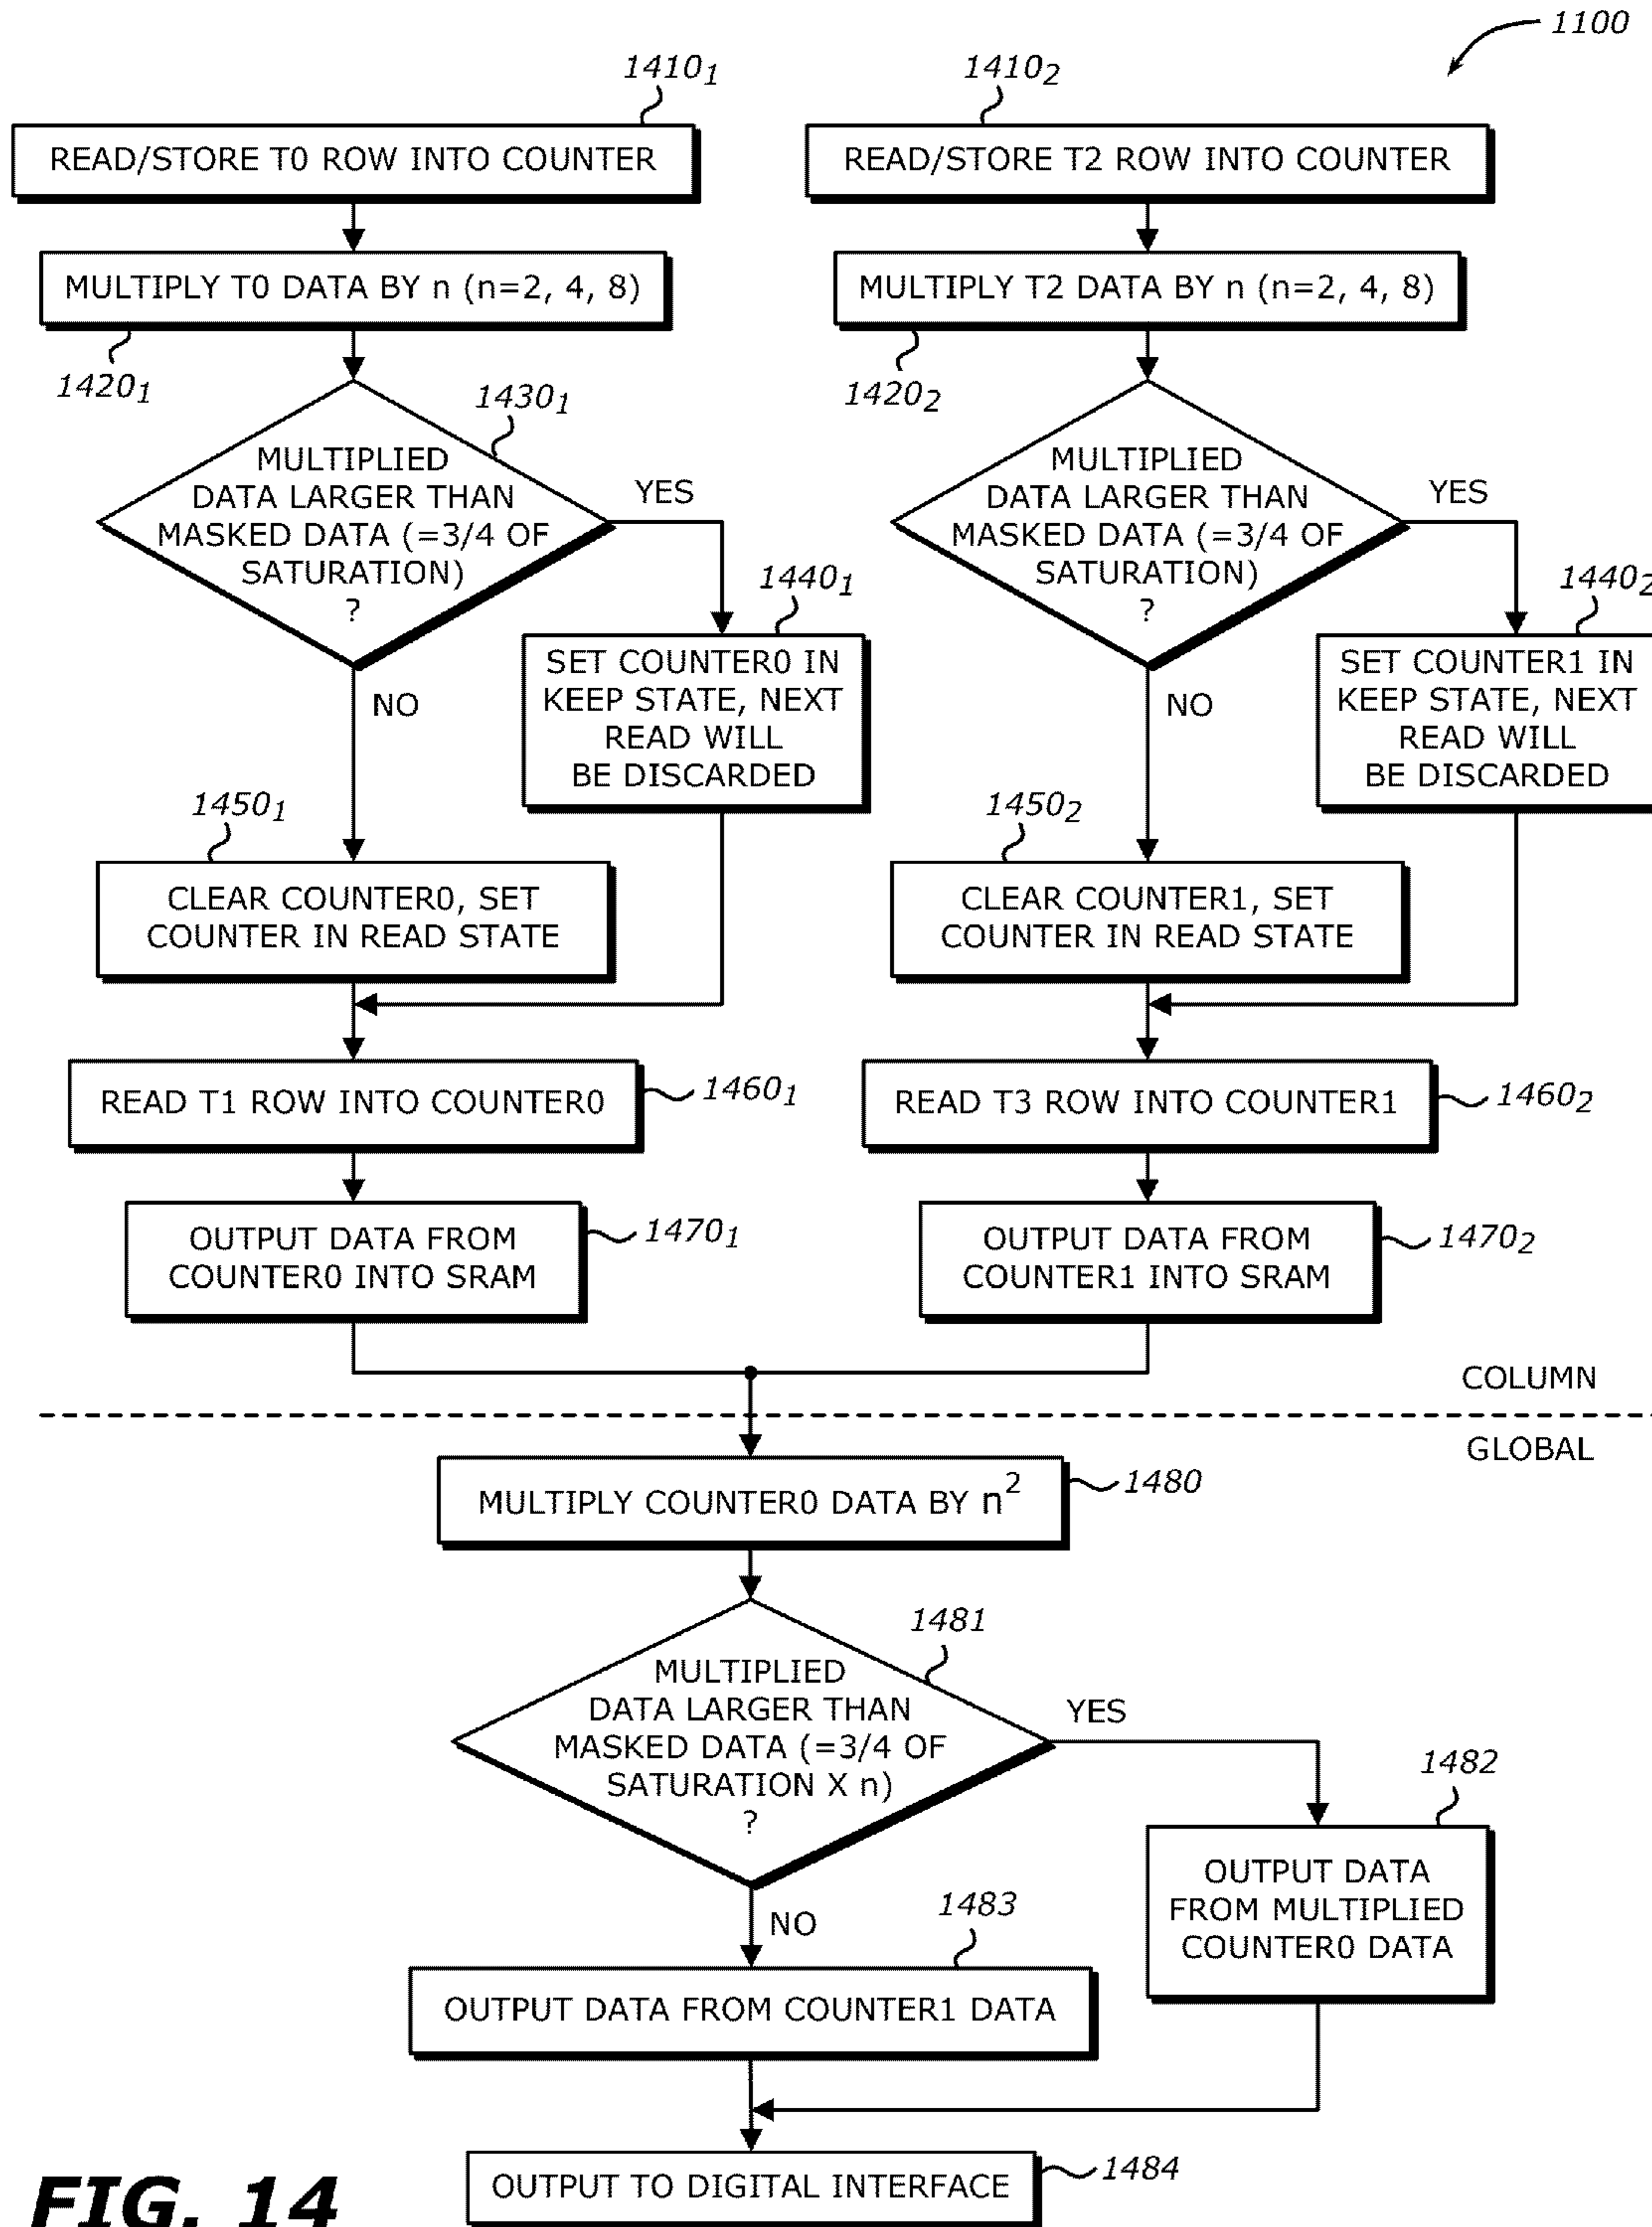 1100
1410₁
READ/STORE T0 ROW INTO COUNTER
MULTIPLY T0 DATA BY n (n=2, 4, 8)
1420₁
1430₁
MULTIPLIED
DATA LARGER THAN
MASKED DATA (=3/4 OF
SATURATION)
?
YES
NO
1440₁
SET COUNTER0 IN
KEEP STATE, NEXT
READ WILL
BE DISCARDED
1450₁
CLEAR COUNTER0, SET
COUNTER IN READ STATE
READ T1 ROW INTO COUNTER0
1460₁
OUTPUT DATA FROM
COUNTER0 INTO SRAM
1470₁
1410₂
READ/STORE T2 ROW INTO COUNTER
MULTIPLY T2 DATA BY n (n=2, 4, 8)
1420₂
MULTIPLIED
DATA LARGER THAN
MASKED DATA (=3/4 OF
SATURATION)
?
YES
NO
1440₂
SET COUNTER1 IN
KEEP STATE, NEXT
READ WILL
BE DISCARDED
1450₂
CLEAR COUNTER1, SET
COUNTER IN READ STATE
READ T3 ROW INTO COUNTER1
1460₂
OUTPUT DATA FROM
COUNTER1 INTO SRAM
1470₂
COLUMN
GLOBAL
MULTIPLY COUNTER0 DATA BY n²
1480
1481
MULTIPLIED
DATA LARGER THAN
MASKED DATA (=3/4 OF
SATURATION X n)
?
YES
NO
1482
OUTPUT DATA
FROM MULTIPLIED
COUNTER0 DATA
1483
OUTPUT DATA FROM COUNTER1 DATA
OUTPUT TO DIGITAL INTERFACE
1484
FIG. 14